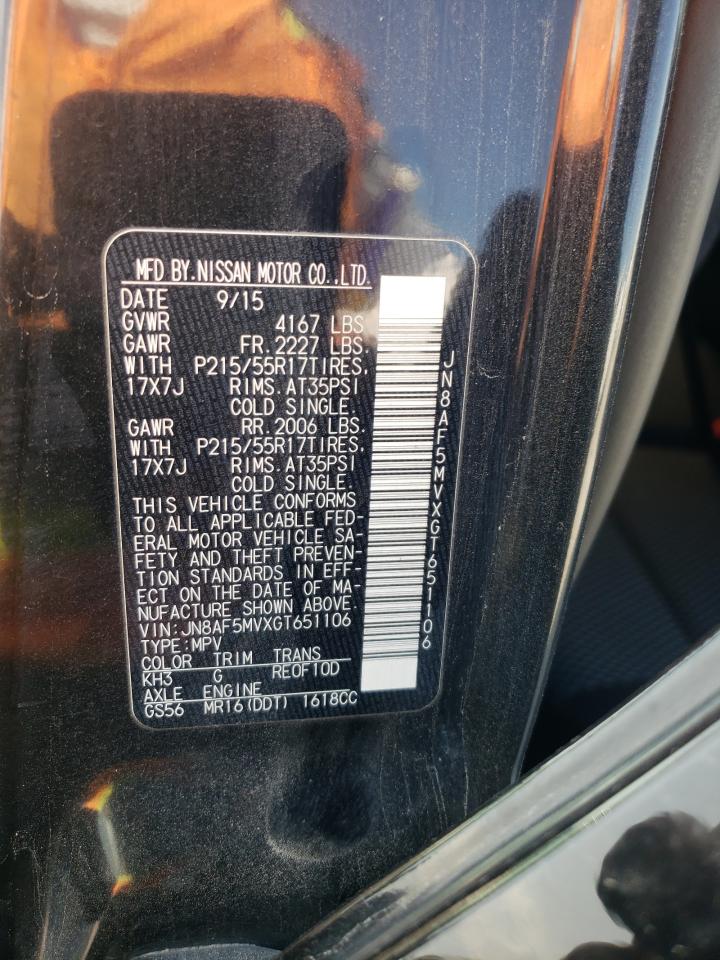 MFD BY.NISSAN MOTOR CO.,LTD.
DATE 9/15
GVWR 4167 LBS
GAWR FR.2227 LBS.
WITH P215/55R17TIRES,
17X7J RIMS.AT35PSI
COLD SINGLE.
GAWR RR.2006 LBS.
WITH P215/55R17TIRES,
17X7J RIMS.AT35PSI
COLD SINGLE.
THIS VEHICLE CONFORMS
TO ALL APPLICABLE FED-
ERAL MOTOR VEHICLE SA-
FETY AND THEFT PREVEN-
TION STANDARDS IN EFF-
ECT ON THE DATE OF MA-
NUFACTURE SHOWN ABOVE.
VIN:JN8AF5MVXGT651106
TYPE:MPV
COLOR TRIM TRANS
KH3 G REOF10D
AXLE ENGINE
GS56 MR16(DDT) 1618CC
JN8AF5MVXGT651106